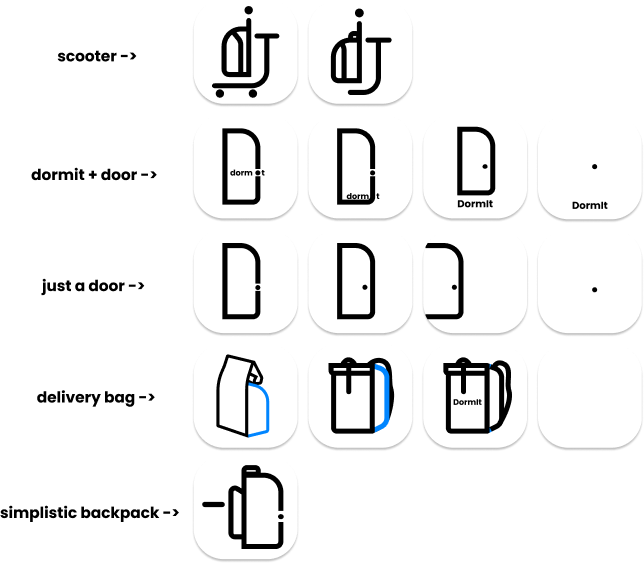 scooter ->
dormit + door ->
dorm t
dorm t
DormIt
DormIt
just a door ->
delivery bag ->
DormIt
simplistic backpack ->